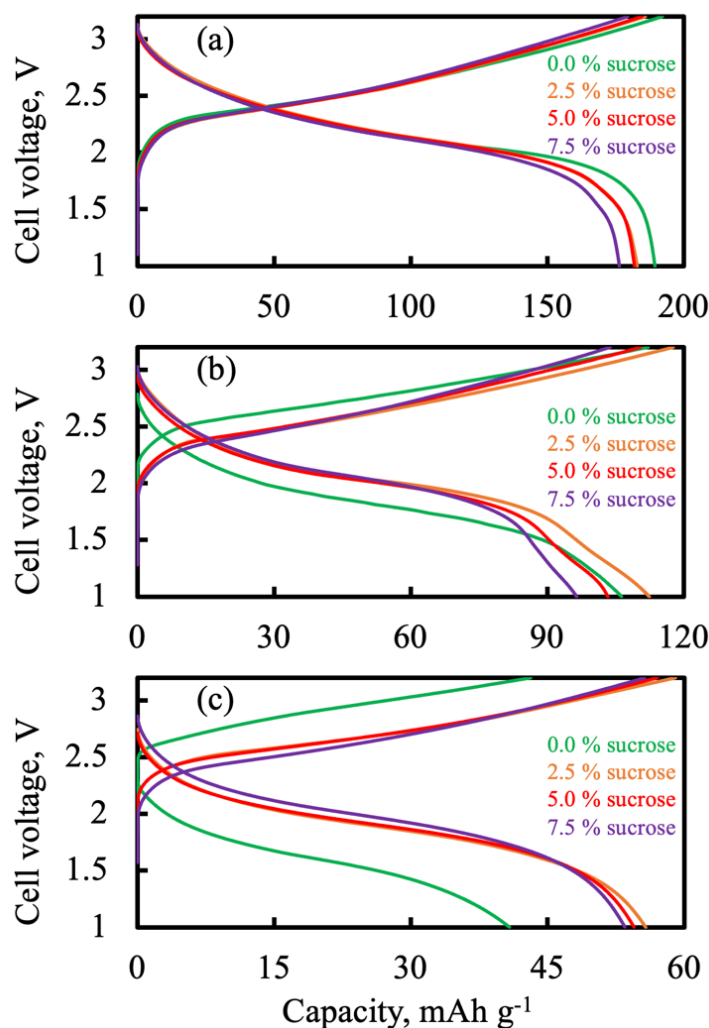 (a)
Cell voltage, V
3
2.5
2
1.5
1
0.0 % sucrose
2.5 % sucrose
5.0 % sucrose
7.5 % sucrose
0 50 100 150 200
(b)
Cell voltage, V
3
2.5
2
1.5
1
0.0 % sucrose
2.5 % sucrose
5.0 % sucrose
7.5 % sucrose
0 30 60 90 120
(c)
Cell voltage, V
3
2.5
2
1.5
1
0.0 % sucrose
2.5 % sucrose
5.0 % sucrose
7.5 % sucrose
0 15 30 45 60
Capacity, mAh g⁻¹